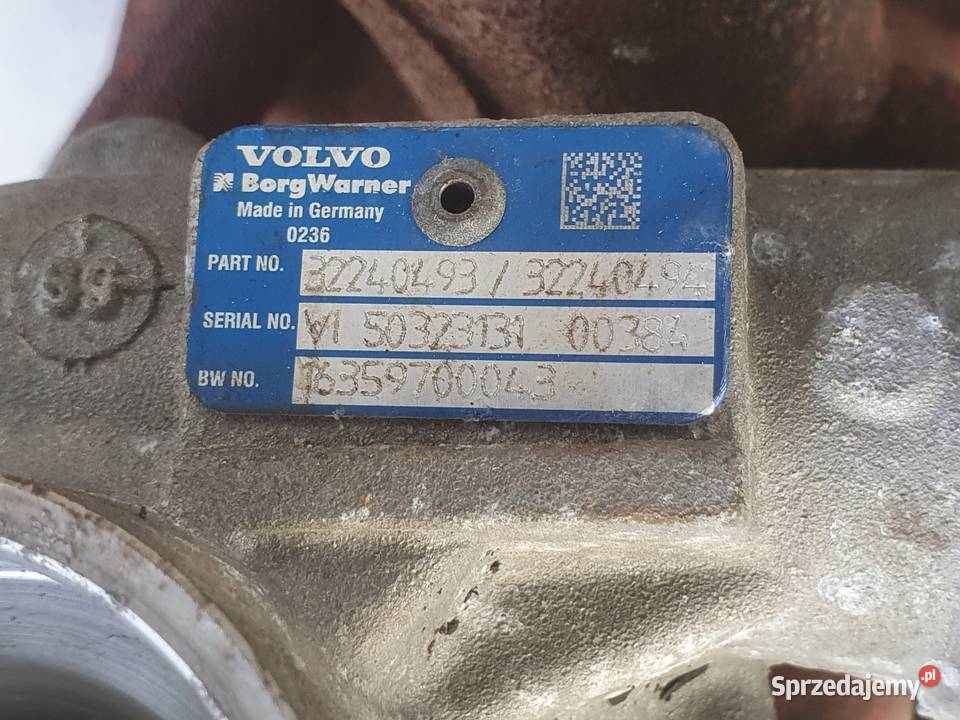 VOLVO
BorgWarner
Made in Germany
0236
PART NO. 32240493 / 32240494
SERIAL NO. V1 50323131 00384
BW NO. 16359700043
Sprzedajemy.pl